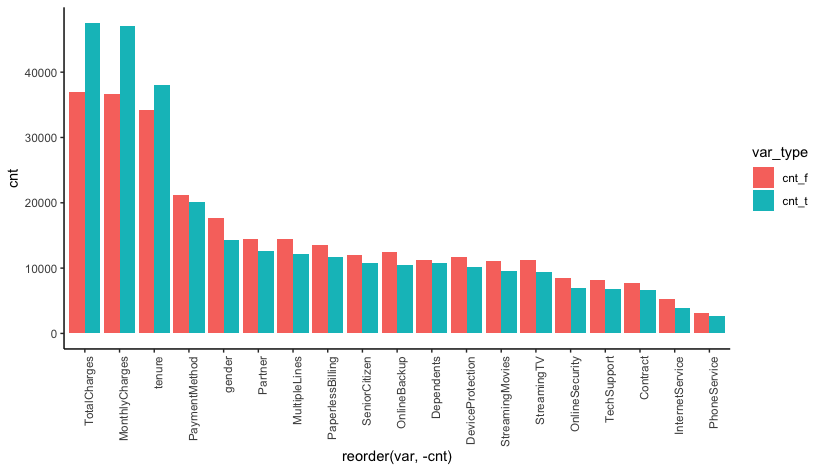 cnt
40000
30000
20000
10000
0
TotalCharges
MonthlyCharges
tenure
PaymentMethod
gender
Partner
MultipleLines
PaperlessBilling
SeniorCitizen
OnlineBackup
Dependents
DeviceProtection
StreamingMovies
StreamingTV
OnlineSecurity
TechSupport
Contract
InternetService
PhoneService
reorder(var, -cnt)
var_type
cnt_f
cnt_t